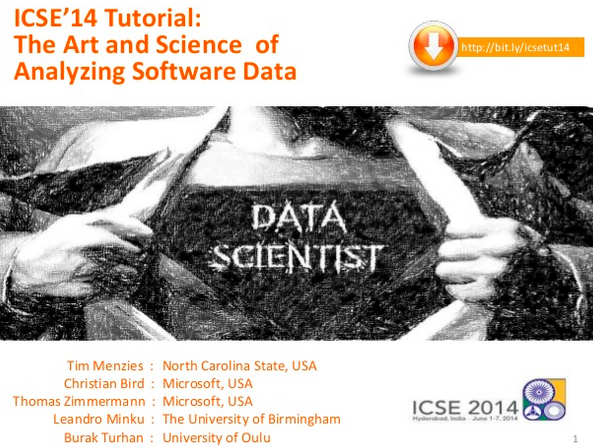 ICSE’14 Tutorial:
The Art and Science of
Analyzing Software Data
http://bit.ly/icsetut14
DATA
SCIENTIST
Tim Menzies : North Carolina State, USA
Christian Bird : Microsoft, USA
Thomas Zimmermann : Microsoft, USA
Leandro Minku : The University of Birmingham
Burak Turhan : University of Oulu
ICSE 2014
Hyderabad, India June 1-7, 2014
1